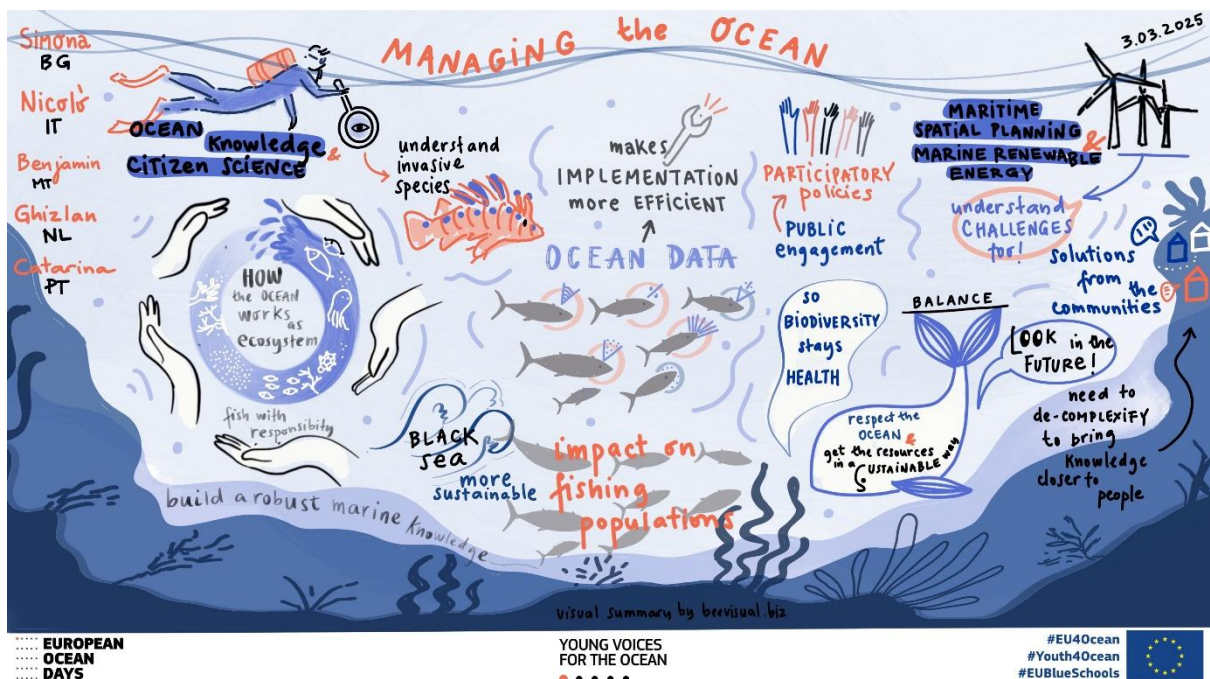 MANAGING the OCEAN
3.03.2025
Simona
BG
Nicolò
IT
Benjamin
MT
Ghizlan
NL
Catarina
PT
OCEAN
Knowledge &
CITIZEN SCIENCE
understand
invasive
species
HOW
the OCEAN
works
as
ecosystem
fish with
responsibity
build a robust marine knowledge
BLACK
sea
more
sustainable
makes
IMPLEMENTATION
more EFFICIENT
OCEAN DATA
impact on
fishing
populations
PARTICIPATORY
policies
PUBLIC
engagement
so
BIODIVERSITY
stays
HEALTH
MARITIME
SPATIAL PLANNING
&
MARINE RENEWABLE
ENERGY
understand
CHALLENGES
too!
solutions
from
the
communities
BALANCE
LOOK in the
FUTURE!
respect the
OCEAN &
get the resources
in a SUSTAINABLE way
need to
de-COMPLEXIFY
to bring
Knowledge
closer to
people
visual summary by beevisual.biz
EUROPEAN
OCEAN
DAYS
YOUNG VOICES
FOR THE OCEAN
#EU4Ocean
#Youth4Ocean
#EUBlueSchools